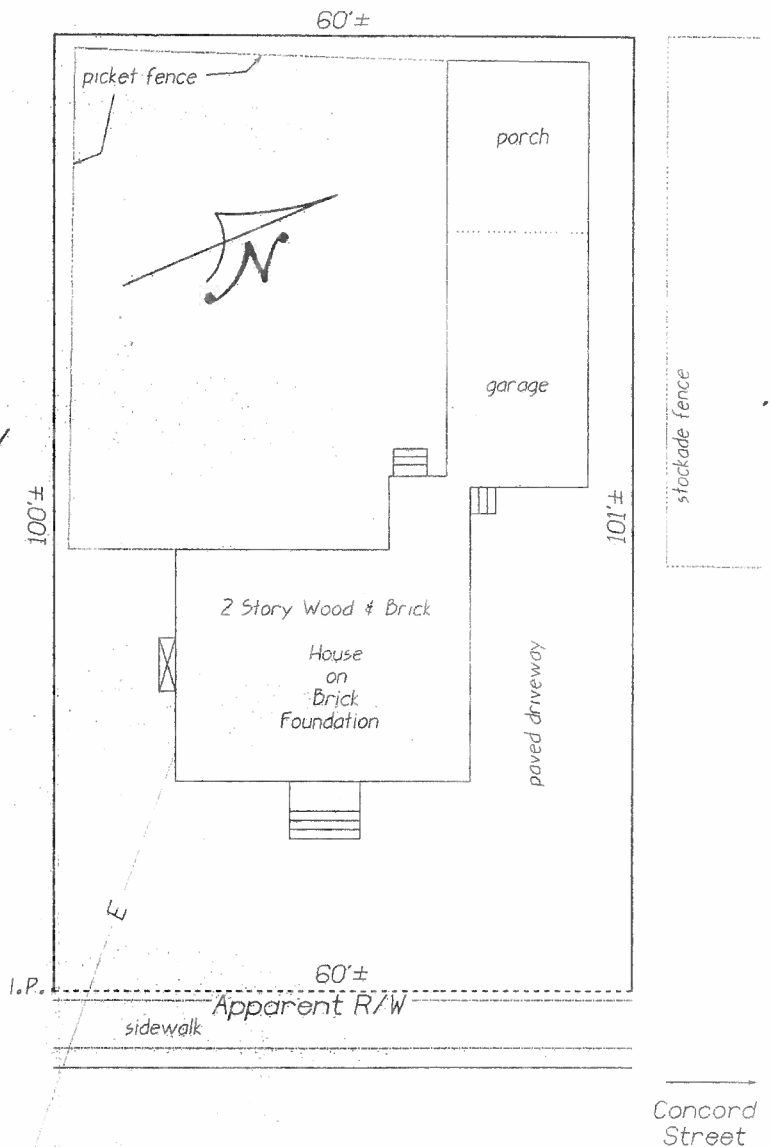 60'±
picket fence
porch
N
garage
stockade fence
100'±
101'±
2 Story Wood & Brick
House
on
Brick
Foundation
paved driveway
E
I.P.
60'±
Apparent R/W
sidewalk
Concord
Street